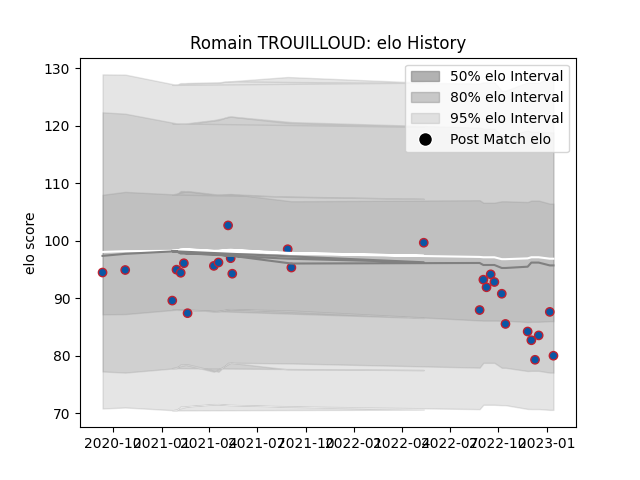 Romain TROUILLOUD: elo History
130
120
110
100
90
80
70
elo score
50% elo Interval
80% elo Interval
95% elo Interval
Post Match elo
2020-10 2021-01 2021-04 2021-07 2021-10 2022-01 2022-04 2022-07 2022-10 2023-01